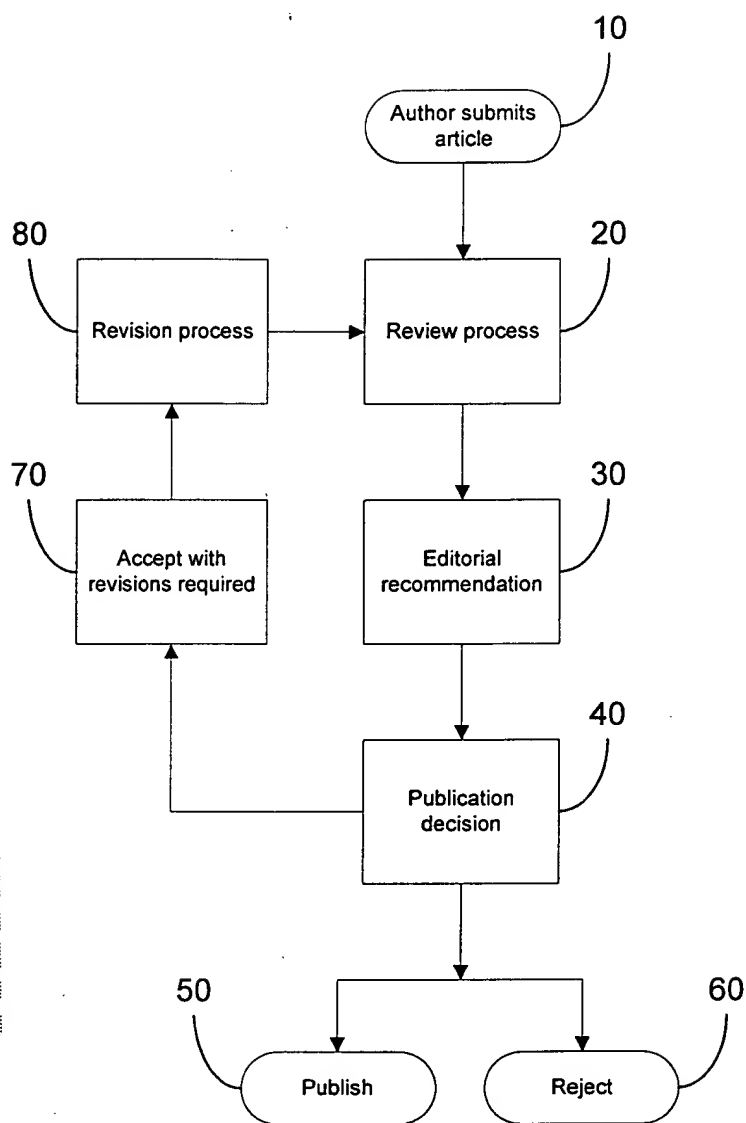 10
Author submits
article
80
20
Revision process
Review process
70
30
Accept with
revisions required
Editorial
recommendation
40
Publication
decision
50
60
Publish
Reject